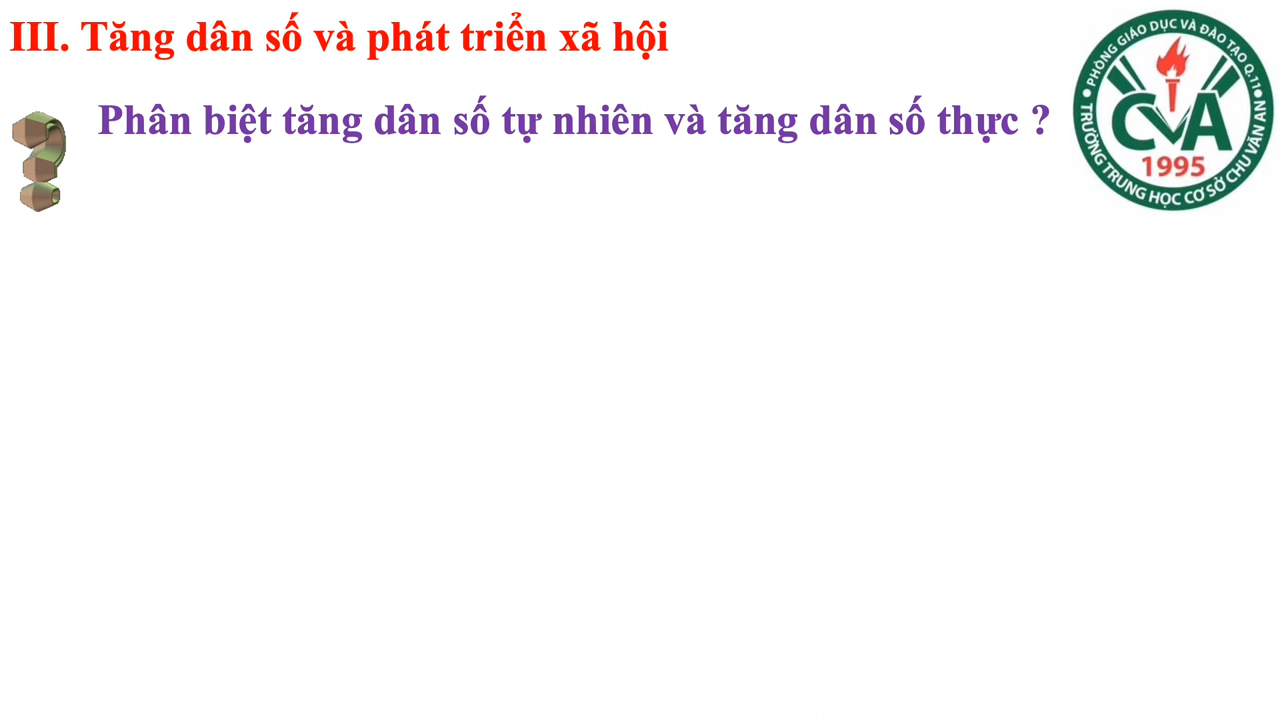 III. Tăng dân số và phát triển xã hội
Phân biệt tăng dân số tự nhiên và tăng dân số thực ?
PHÒNG GIÁO DỤC VÀ ĐÀO TẠO Q.11
CVA
1995
TRƯỜNG TRUNG HỌC CƠ SỞ CHU VĂN AN